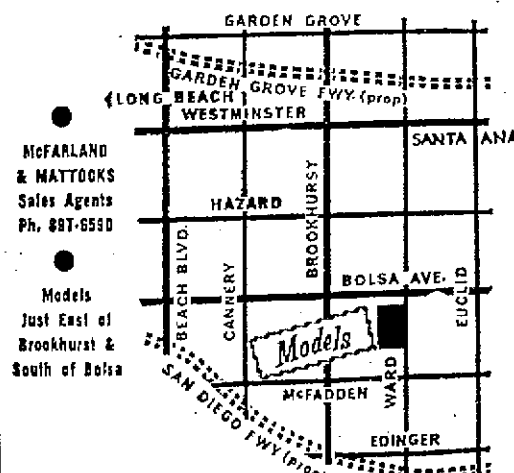 GARDEN GROVE
GARDEN GROVE FWY. (prop)
LONG BEACH
WESTMINSTER
SANTA ANA
McFARLAND
& MATTOCKS
Sales Agents
Ph. 897-6590
HAZARD
BROOKHURST
BEACH BLVD.
CANNERY
BOLSA AVE.
EUCLID
Models
Just East of
Brookhurst &
South of Bolsa
Models
WARD
McFADDEN
SAN DIEGO FWY (prop)
EDINGER